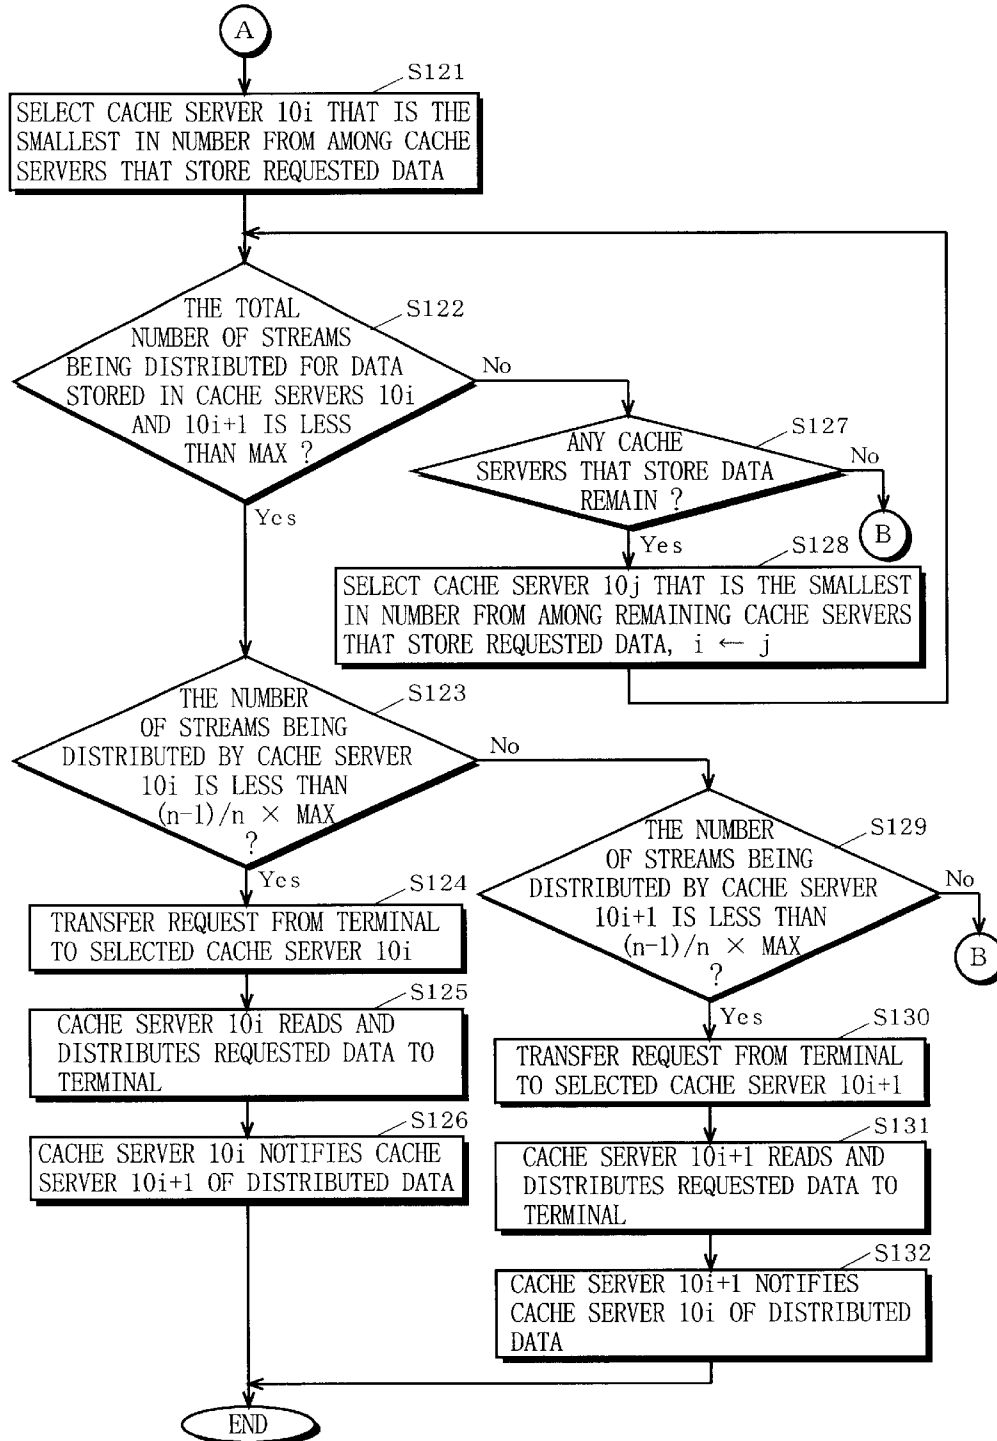 A
S121
SELECT CACHE SERVER 10i THAT IS THE
SMALLEST IN NUMBER FROM AMONG CACHE
SERVERS THAT STORE REQUESTED DATA
S122
THE TOTAL
NUMBER OF STREAMS
BEING DISTRIBUTED FOR DATA
STORED IN CACHE SERVERS 10i
AND 10i+1 IS LESS
THAN MAX ?
No
Yes
S127
ANY CACHE
SERVERS THAT STORE DATA
REMAIN ?
No
B
Yes
S128
SELECT CACHE SERVER 10j THAT IS THE SMALLEST
IN NUMBER FROM AMONG REMAINING CACHE SERVERS
THAT STORE REQUESTED DATA, i ← j
S123
THE NUMBER
OF STREAMS BEING
DISTRIBUTED BY CACHE SERVER
10i IS LESS THAN
(n-1)/n × MAX
?
No
Yes
S124
TRANSFER REQUEST FROM TERMINAL
TO SELECTED CACHE SERVER 10i
S125
CACHE SERVER 10i READS AND
DISTRIBUTES REQUESTED DATA TO
TERMINAL
S126
CACHE SERVER 10i NOTIFIES CACHE
SERVER 10i+1 OF DISTRIBUTED DATA
S129
THE NUMBER
OF STREAMS BEING
DISTRIBUTED BY CACHE SERVER
10i+1 IS LESS THAN
(n-1)/n × MAX
?
No
B
Yes
S130
TRANSFER REQUEST FROM TERMINAL
TO SELECTED CACHE SERVER 10i+1
S131
CACHE SERVER 10i+1 READS AND
DISTRIBUTES REQUESTED DATA TO
TERMINAL
S132
CACHE SERVER 10i+1 NOTIFIES
CACHE SERVER 10i OF DISTRIBUTED
DATA
END